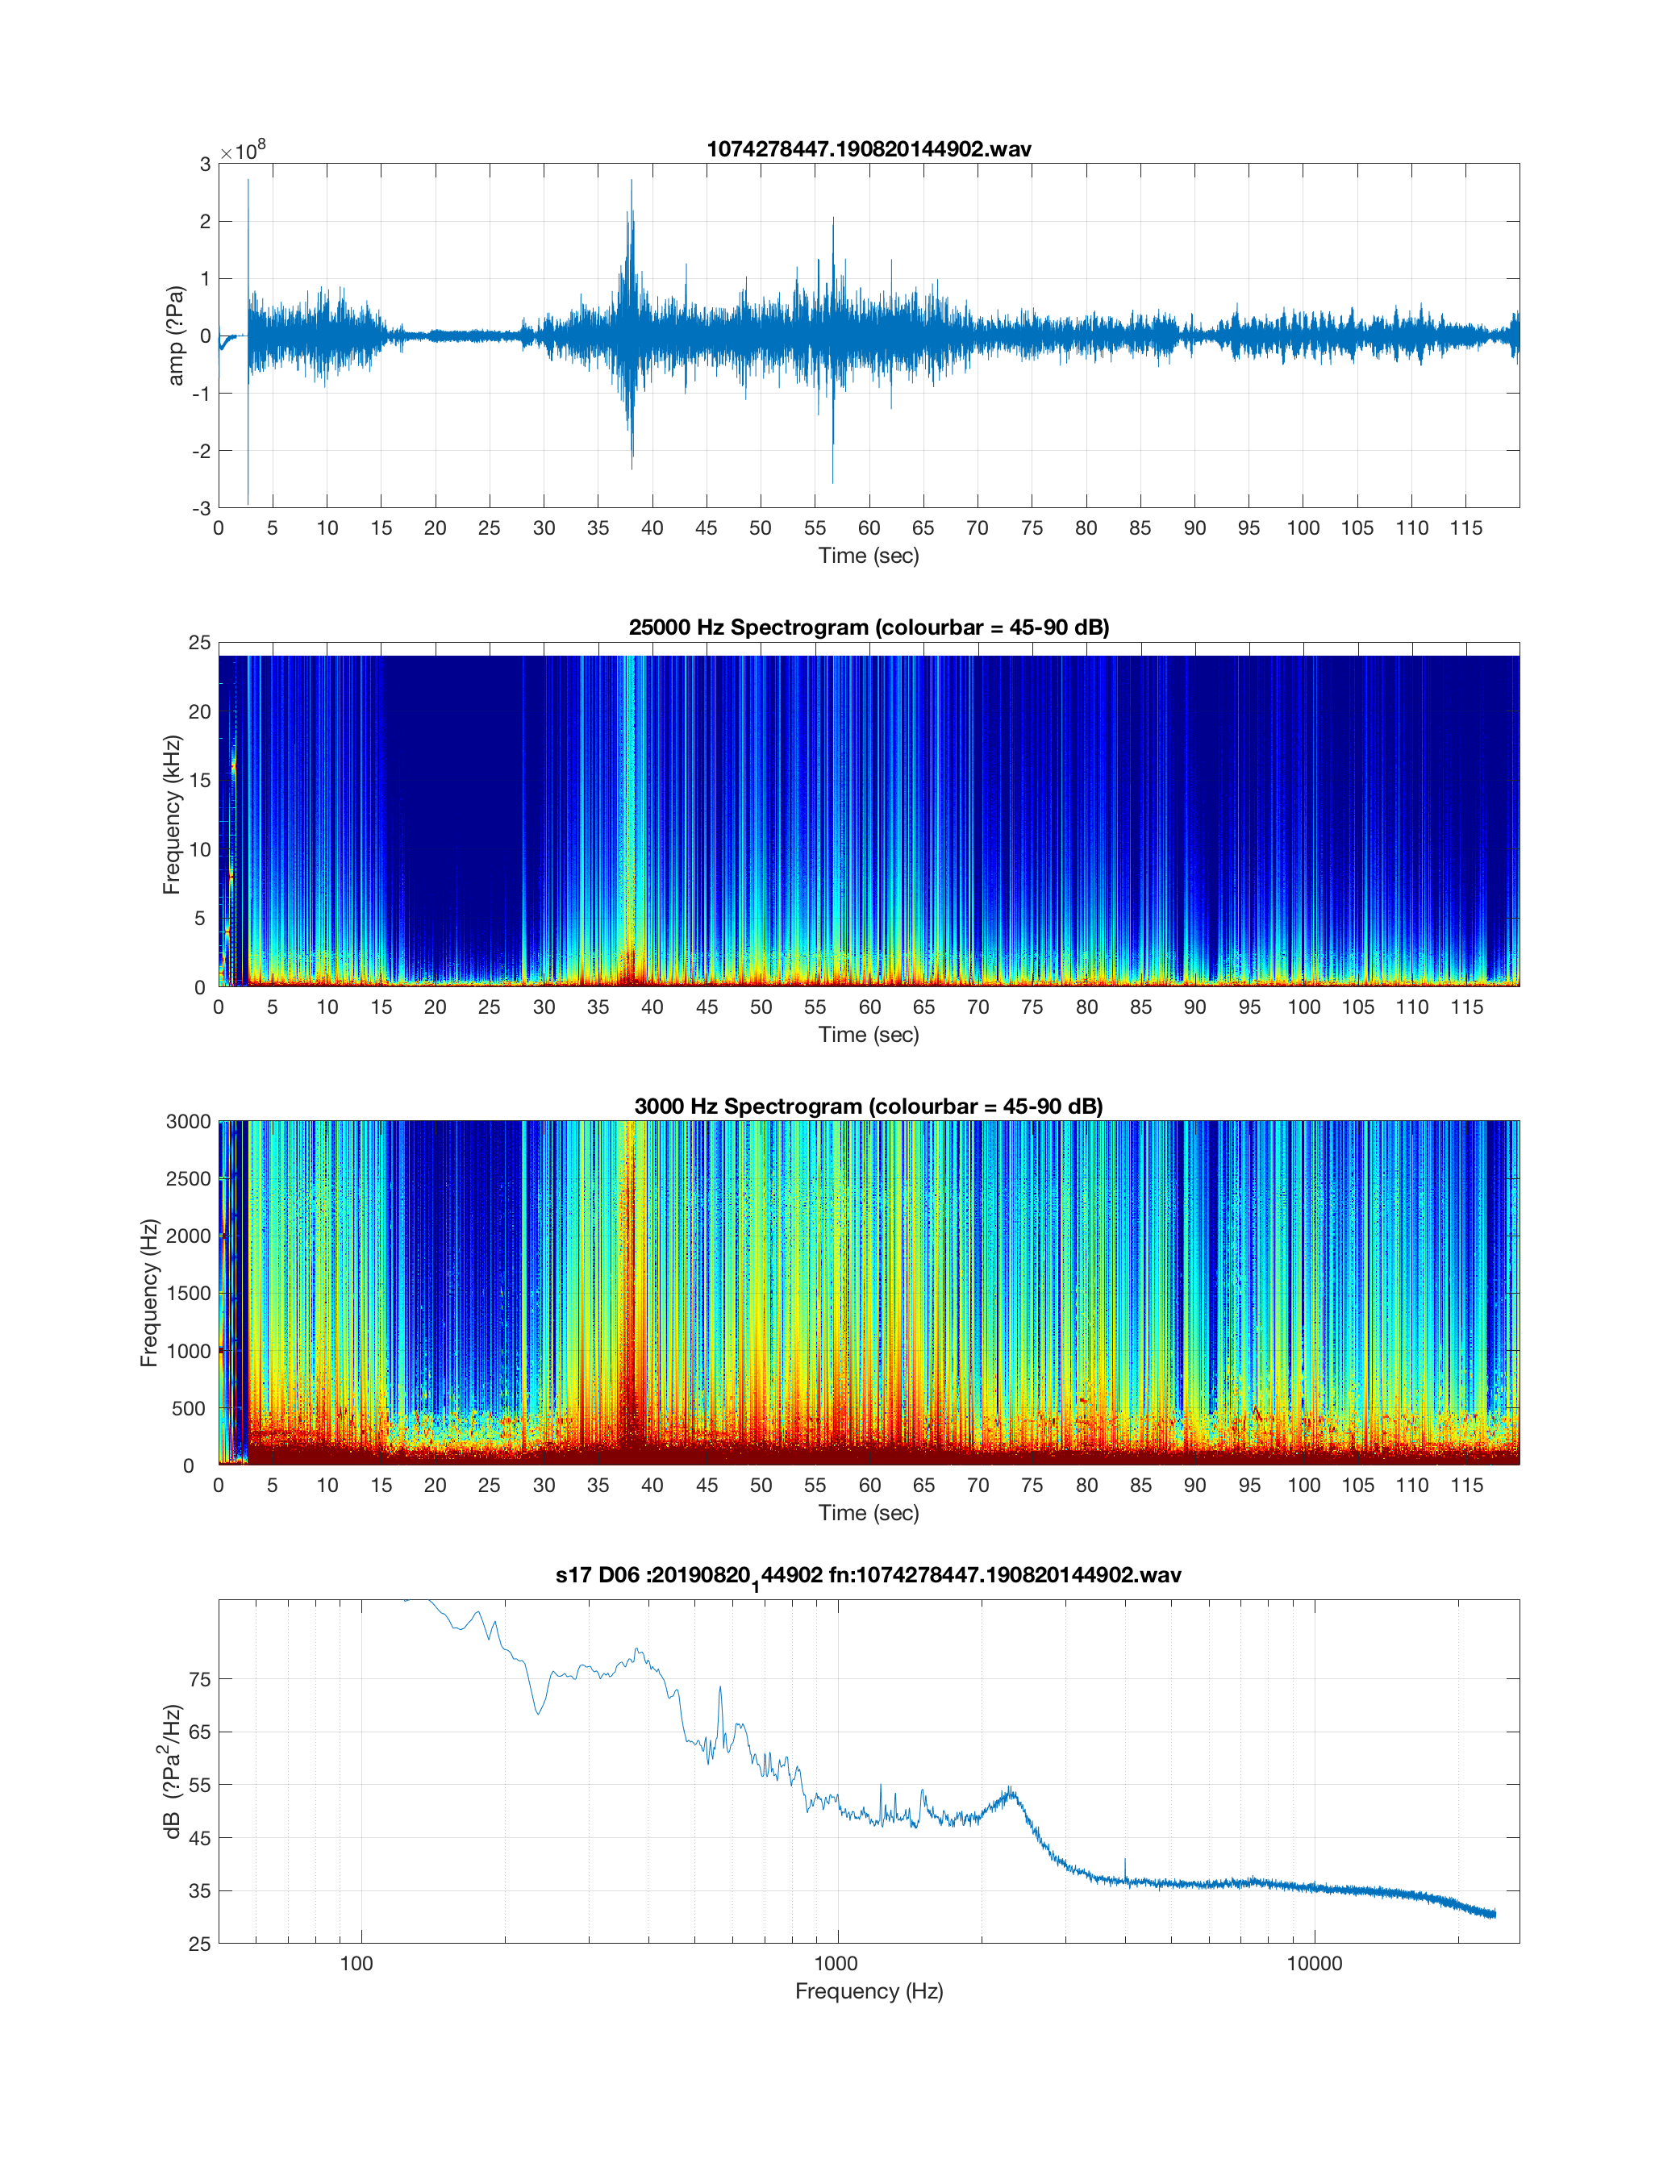 1074278447.190820144902.wav
×10^8
3
2
1
0
-1
-2
-3
amp (?Pa)
0 5 10 15 20 25 30 35 40 45 50 55 60 65 70 75 80 85 90 95 100 105 110 115
Time (sec)
25000 Hz Spectrogram (colourbar = 45-90 dB)
25
20
15
10
5
0
Frequency (kHz)
0 5 10 15 20 25 30 35 40 45 50 55 60 65 70 75 80 85 90 95 100 105 110 115
Time (sec)
3000 Hz Spectrogram (colourbar = 45-90 dB)
3000
2500
2000
1500
1000
500
0
Frequency (Hz)
0 5 10 15 20 25 30 35 40 45 50 55 60 65 70 75 80 85 90 95 100 105 110 115
Time (sec)
s17 D06 :20190820_144902 fn:1074278447.190820144902.wav
75
65
55
45
35
25
dB (?Pa^2/Hz)
100 1000 10000
Frequency (Hz)